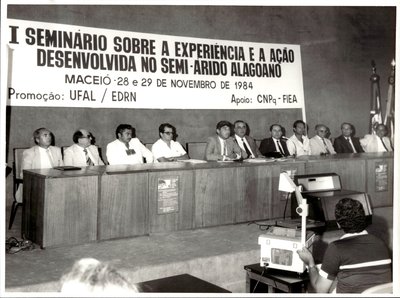 I SEMINÁRIO SOBRE A EXPERIÊNCIA E A AÇÃO
DESENVOLVIDA NO SEMI-ARIDO ALAGOANO
MACEIÓ - 28 e 29 DE NOVEMBRO DE 1984
Promoção: UFAL / EDRN Apoio: CNPq - FIEA